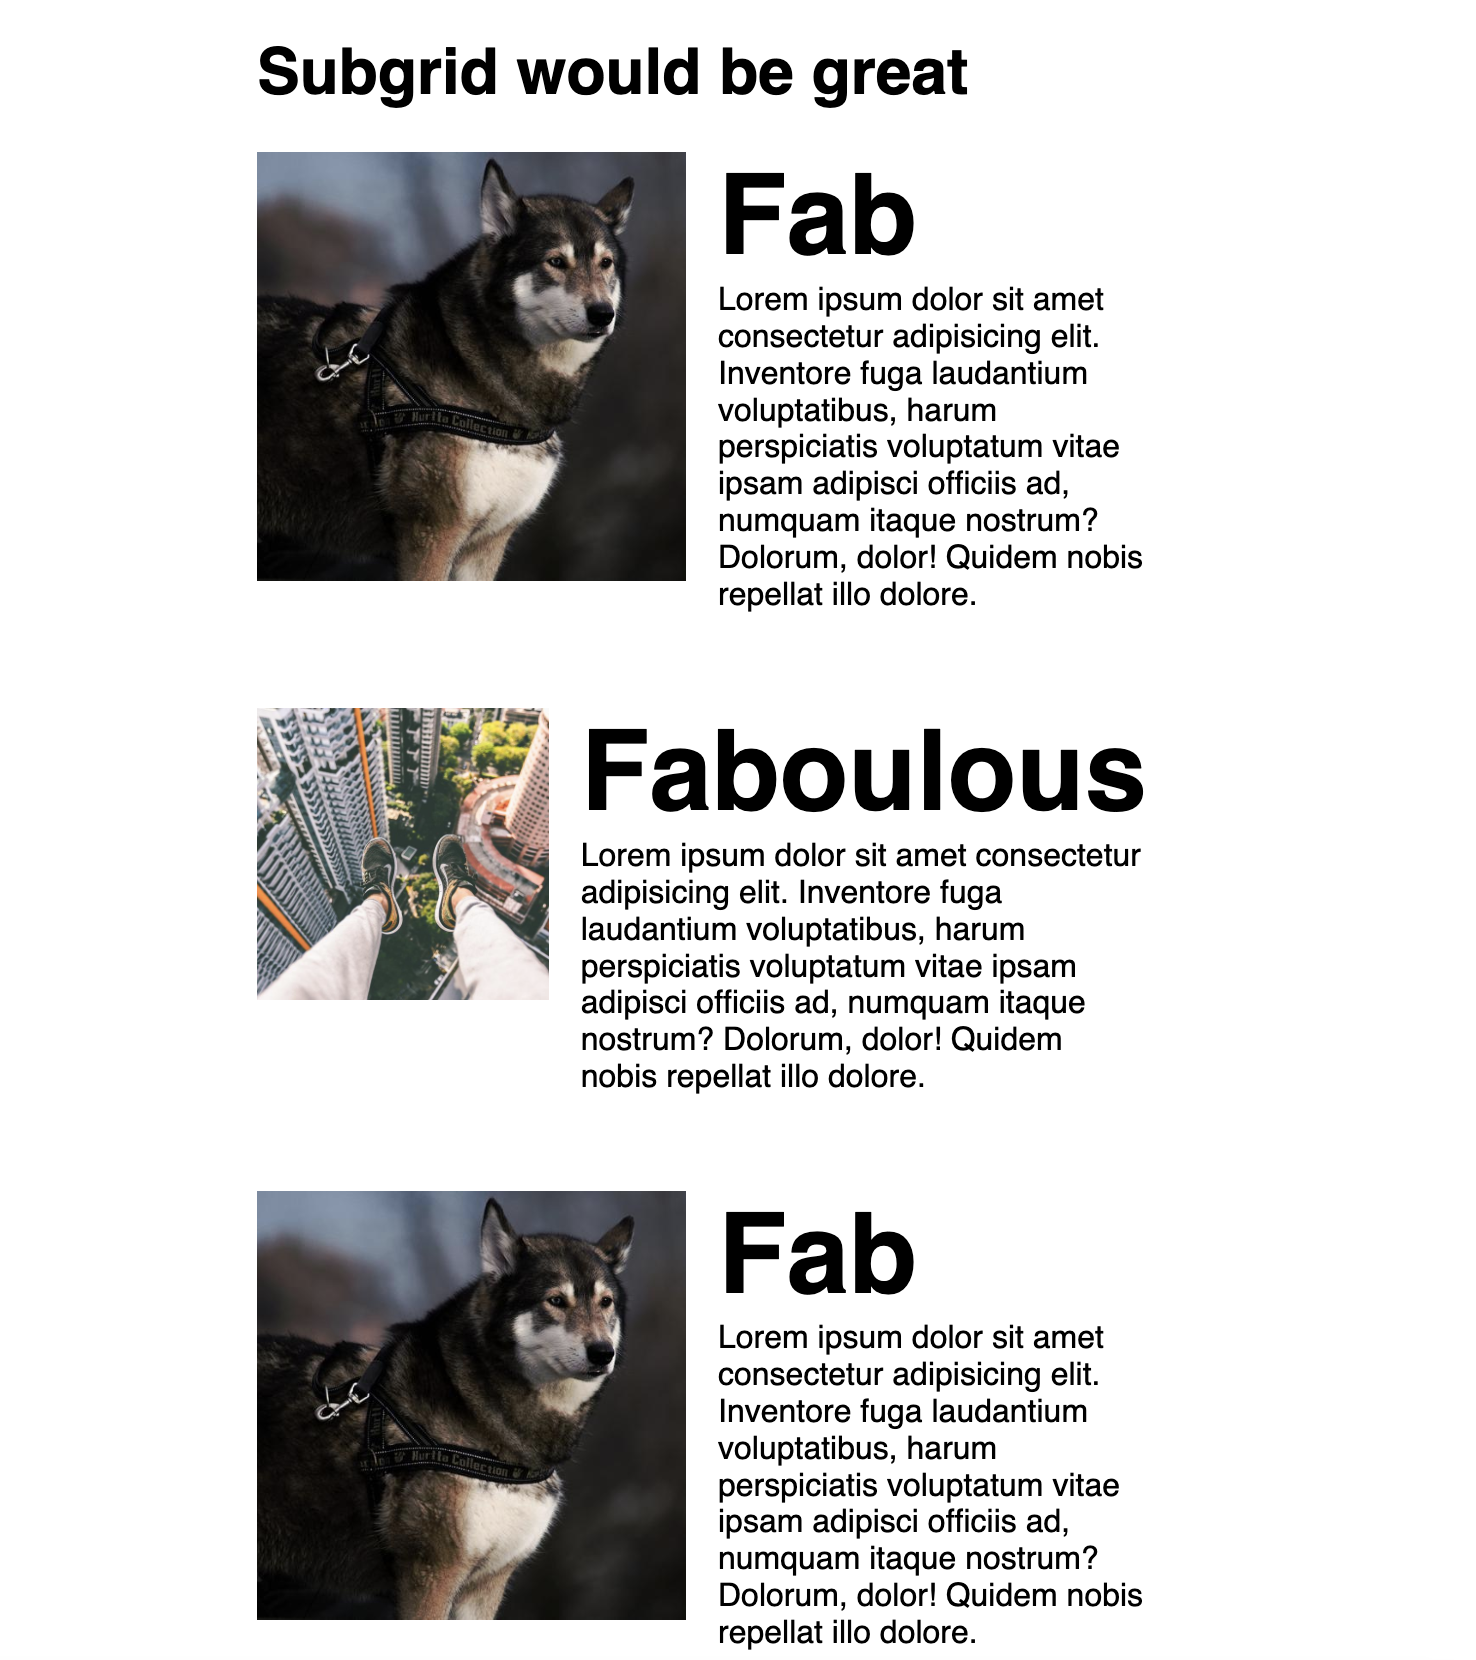 Subgrid would be great
Fab
Lorem ipsum dolor sit amet
consectetur adipisicing elit.
Inventore fuga laudantium
voluptatibus, harum
perspiciatis voluptatum vitae
ipsam adipisci officiis ad,
numquam itaque nostrum?
Dolorum, dolor! Quidem nobis
repellat illo dolore.
Hurtta Collection
Faboulous
Lorem ipsum dolor sit amet consectetur
adipisicing elit. Inventore fuga
laudantium voluptatibus, harum
perspiciatis voluptatum vitae ipsam
adipisci officiis ad, numquam itaque
nostrum? Dolorum, dolor! Quidem
nobis repellat illo dolore.
Fab
Lorem ipsum dolor sit amet
consectetur adipisicing elit.
Inventore fuga laudantium
voluptatibus, harum
perspiciatis voluptatum vitae
ipsam adipisci officiis ad,
numquam itaque nostrum?
Dolorum, dolor! Quidem nobis
repellat illo dolore.
Hurtta Collection